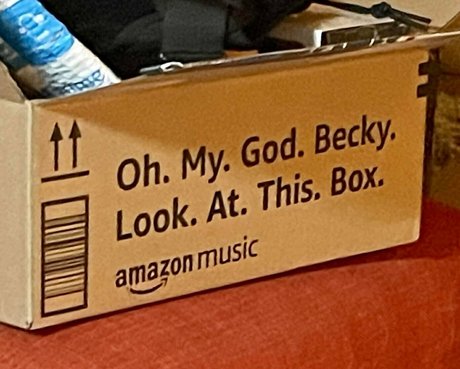 Oh. My. God. Becky.
Look. At. This. Box.
amazon music